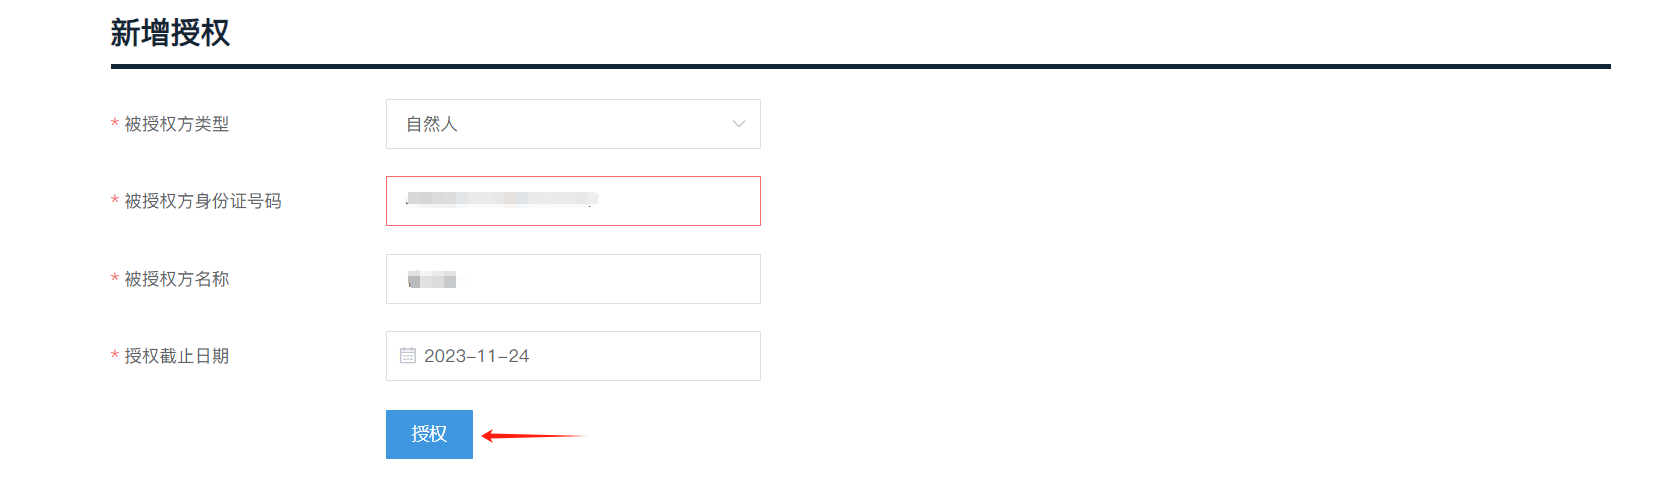 新增授权
* 被授权方类型 自然人
* 被授权方身份证号码
* 被授权方名称
* 授权截止日期 2023-11-24
授权